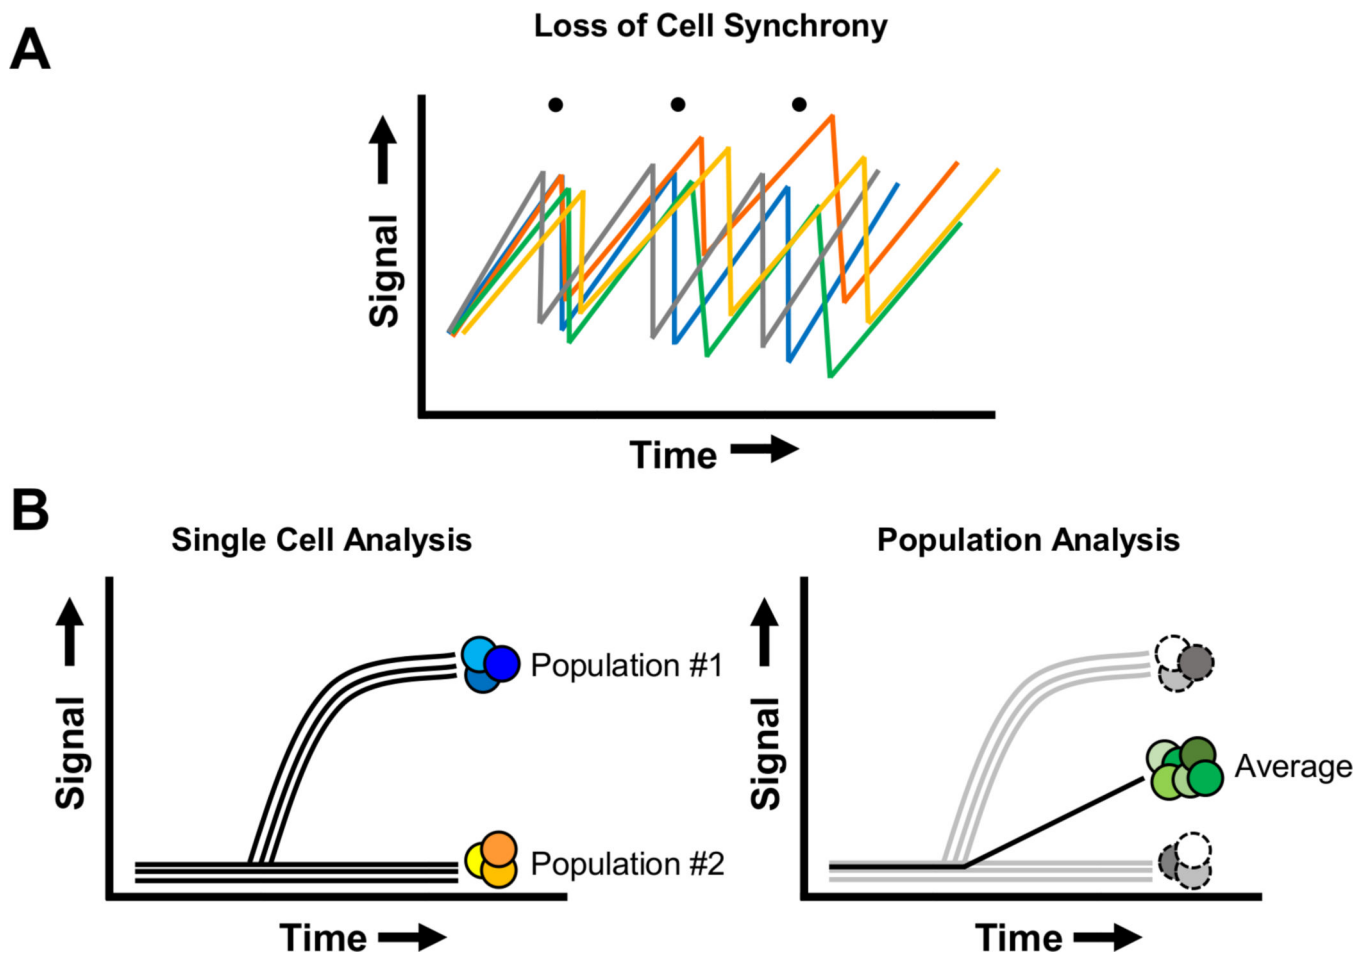 A
Loss of Cell Synchrony
Signal
Time
B
Single Cell Analysis
Signal
Population #1
Population #2
Time
Population Analysis
Signal
Average
Time